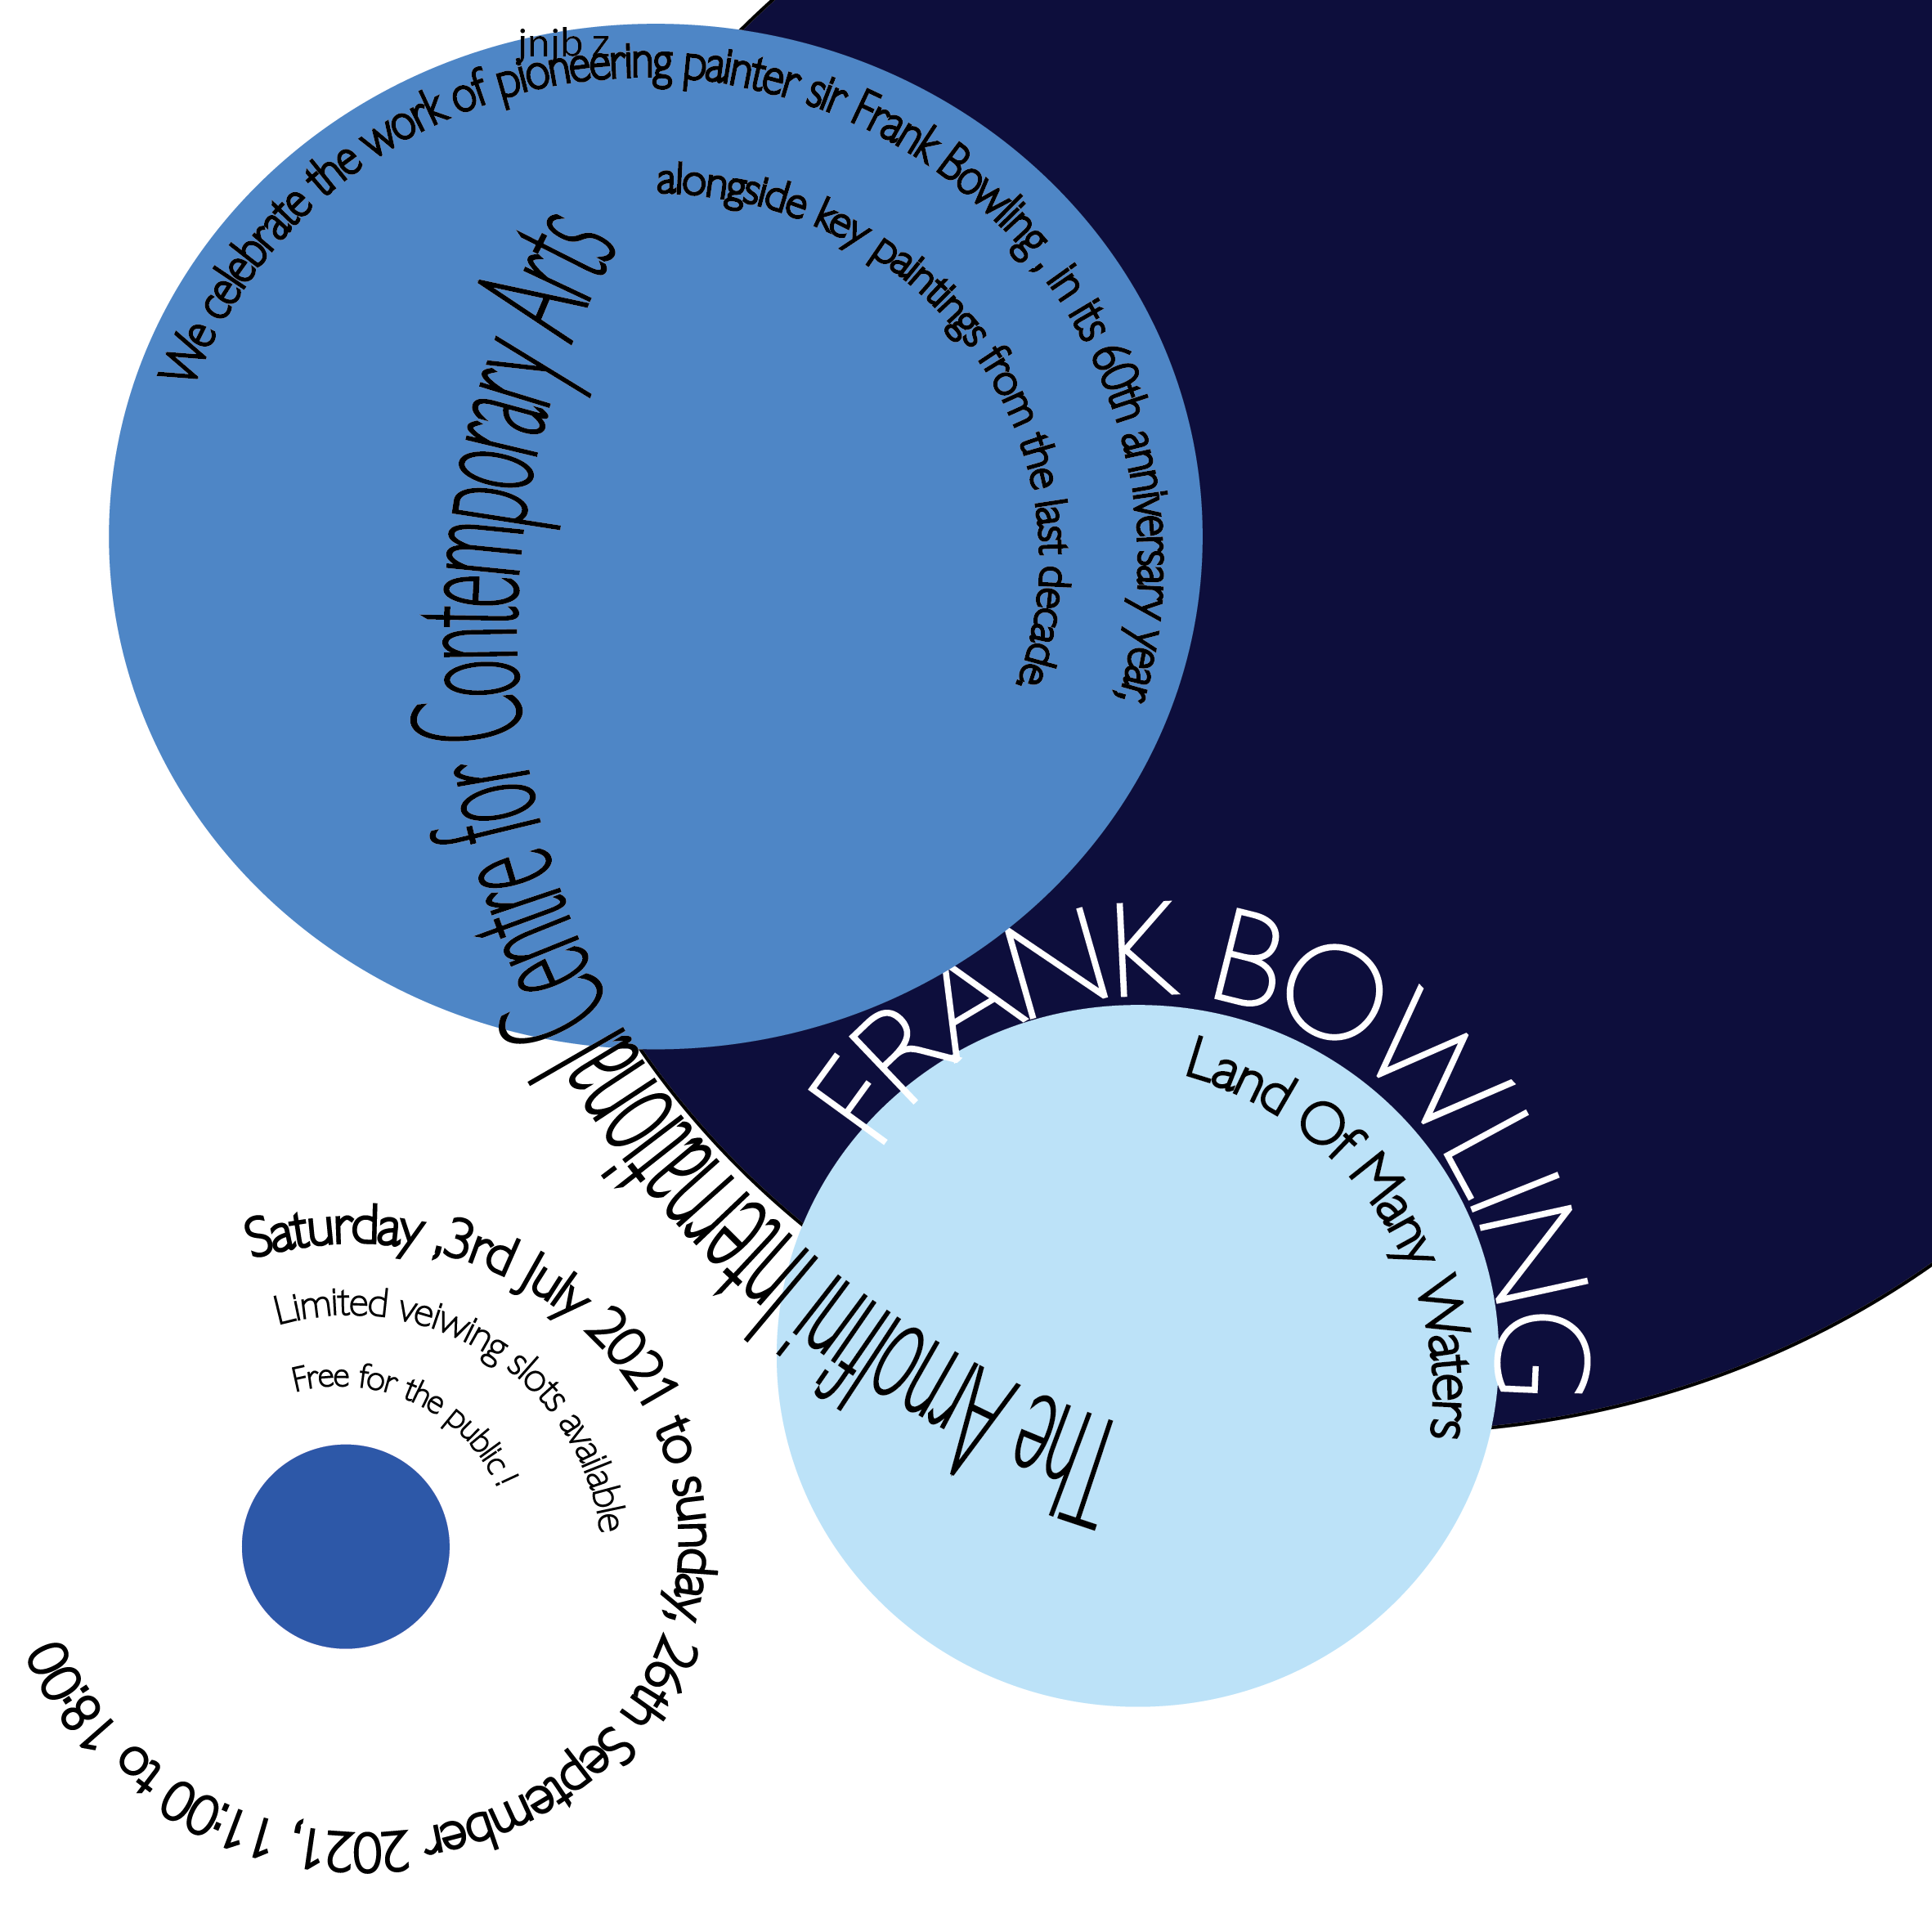 jnjb z
We celebrate the work of pioneering painter sir Frank Bowling, in its 60th anniversary year,
alongside key paintings from the last decade,
The Arnolfini International Centre for Contemporary Arts
FRANK BOWLING
Land Of Many Waters
Saturday ,3rd July 2021 to sunday, 26th september 2021, 11:00 to 18:00
Limited veiwing slots available
Free for the public !